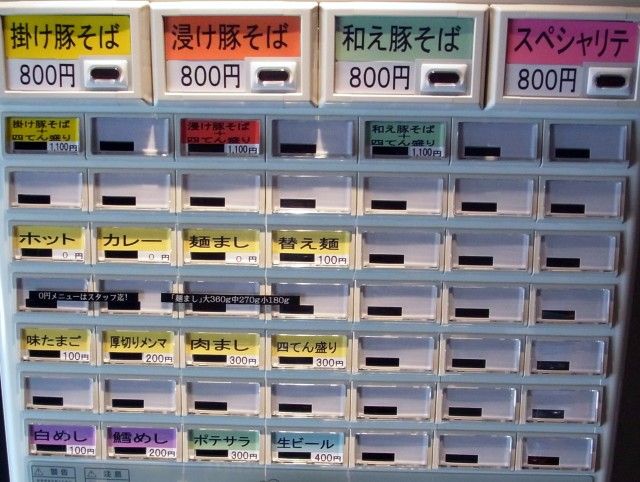 掛け豚そば
800円
浸け豚そば
800円
和え豚そば
800円
スペシャリテ
800円
掛け豚そば
+
四てん盛り
1,100円
浸け豚そば
+
四てん盛り
1,100円
和え豚そば
+
四てん盛り
1,100円
ホット
0円
カレー
0円
麺まし
0円
替え麺
100円
0円メニューはスタッフ迄!
「麺まし」大360g中270g小180g
味たまご
100円
厚切りメンマ
200円
肉まし
300円
四てん盛り
300円
白めし
100円
鱈めし
200円
ポテサラ
300円
生ビール
400円
警告
注意